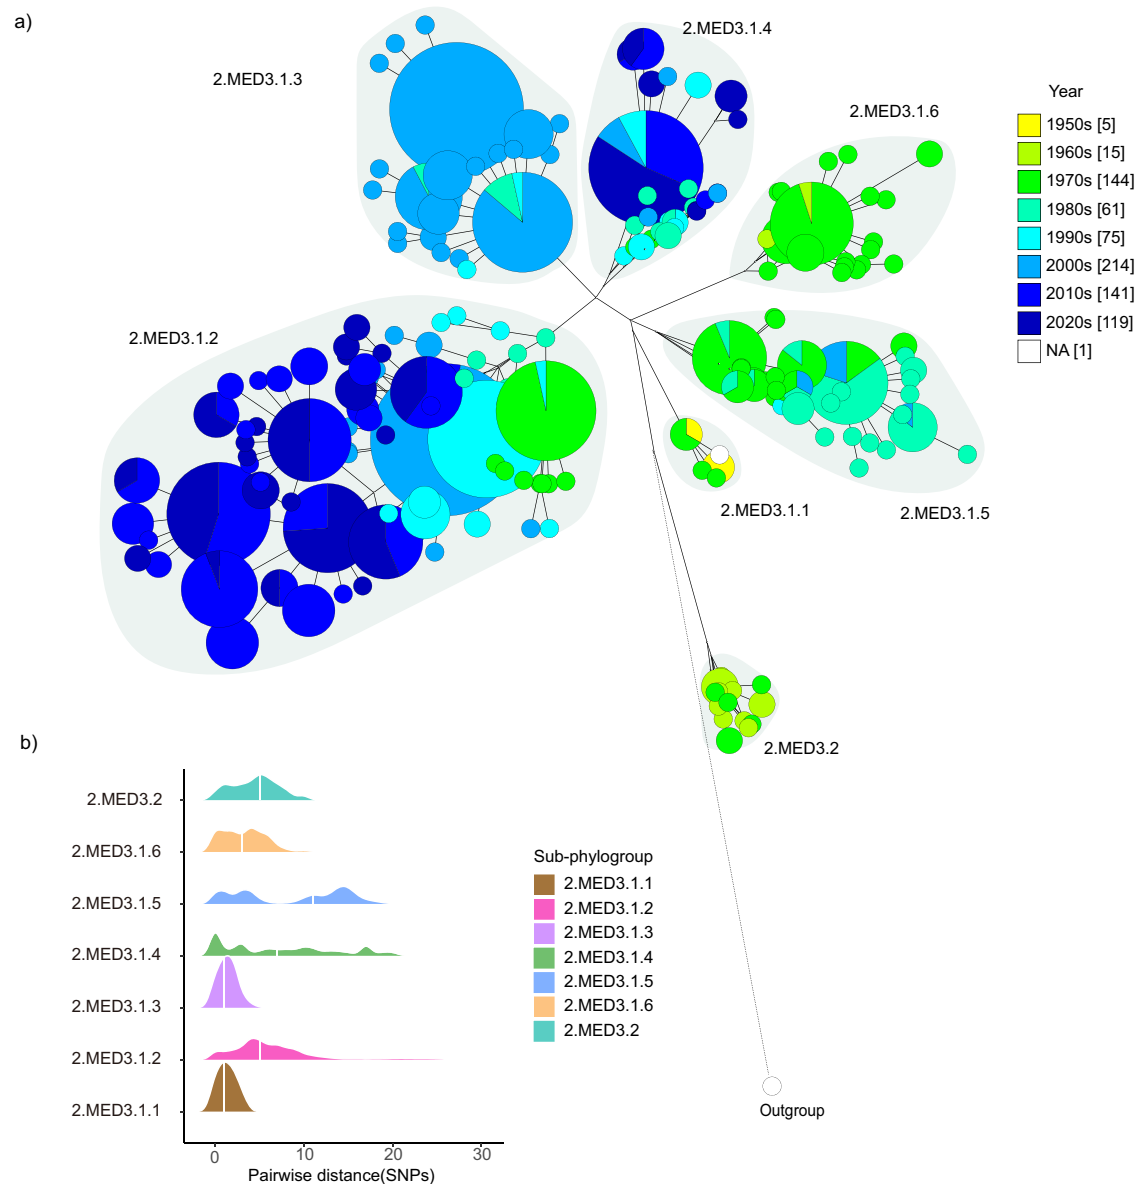 a)
2.MED3.1.3
2.MED3.1.4
2.MED3.1.6
2.MED3.1.2
2.MED3.1.1
2.MED3.1.5
2.MED3.2
Outgroup
Year
1950s [5]
1960s [15]
1970s [144]
1980s [61]
1990s [75]
2000s [214]
2010s [141]
2020s [119]
NA [1]
b)
2.MED3.2
2.MED3.1.6
2.MED3.1.5
2.MED3.1.4
2.MED3.1.3
2.MED3.1.2
2.MED3.1.1
0
10
20
30
Pairwise distance(SNPs)
Sub-phylogroup
2.MED3.1.1
2.MED3.1.2
2.MED3.1.3
2.MED3.1.4
2.MED3.1.5
2.MED3.1.6
2.MED3.2